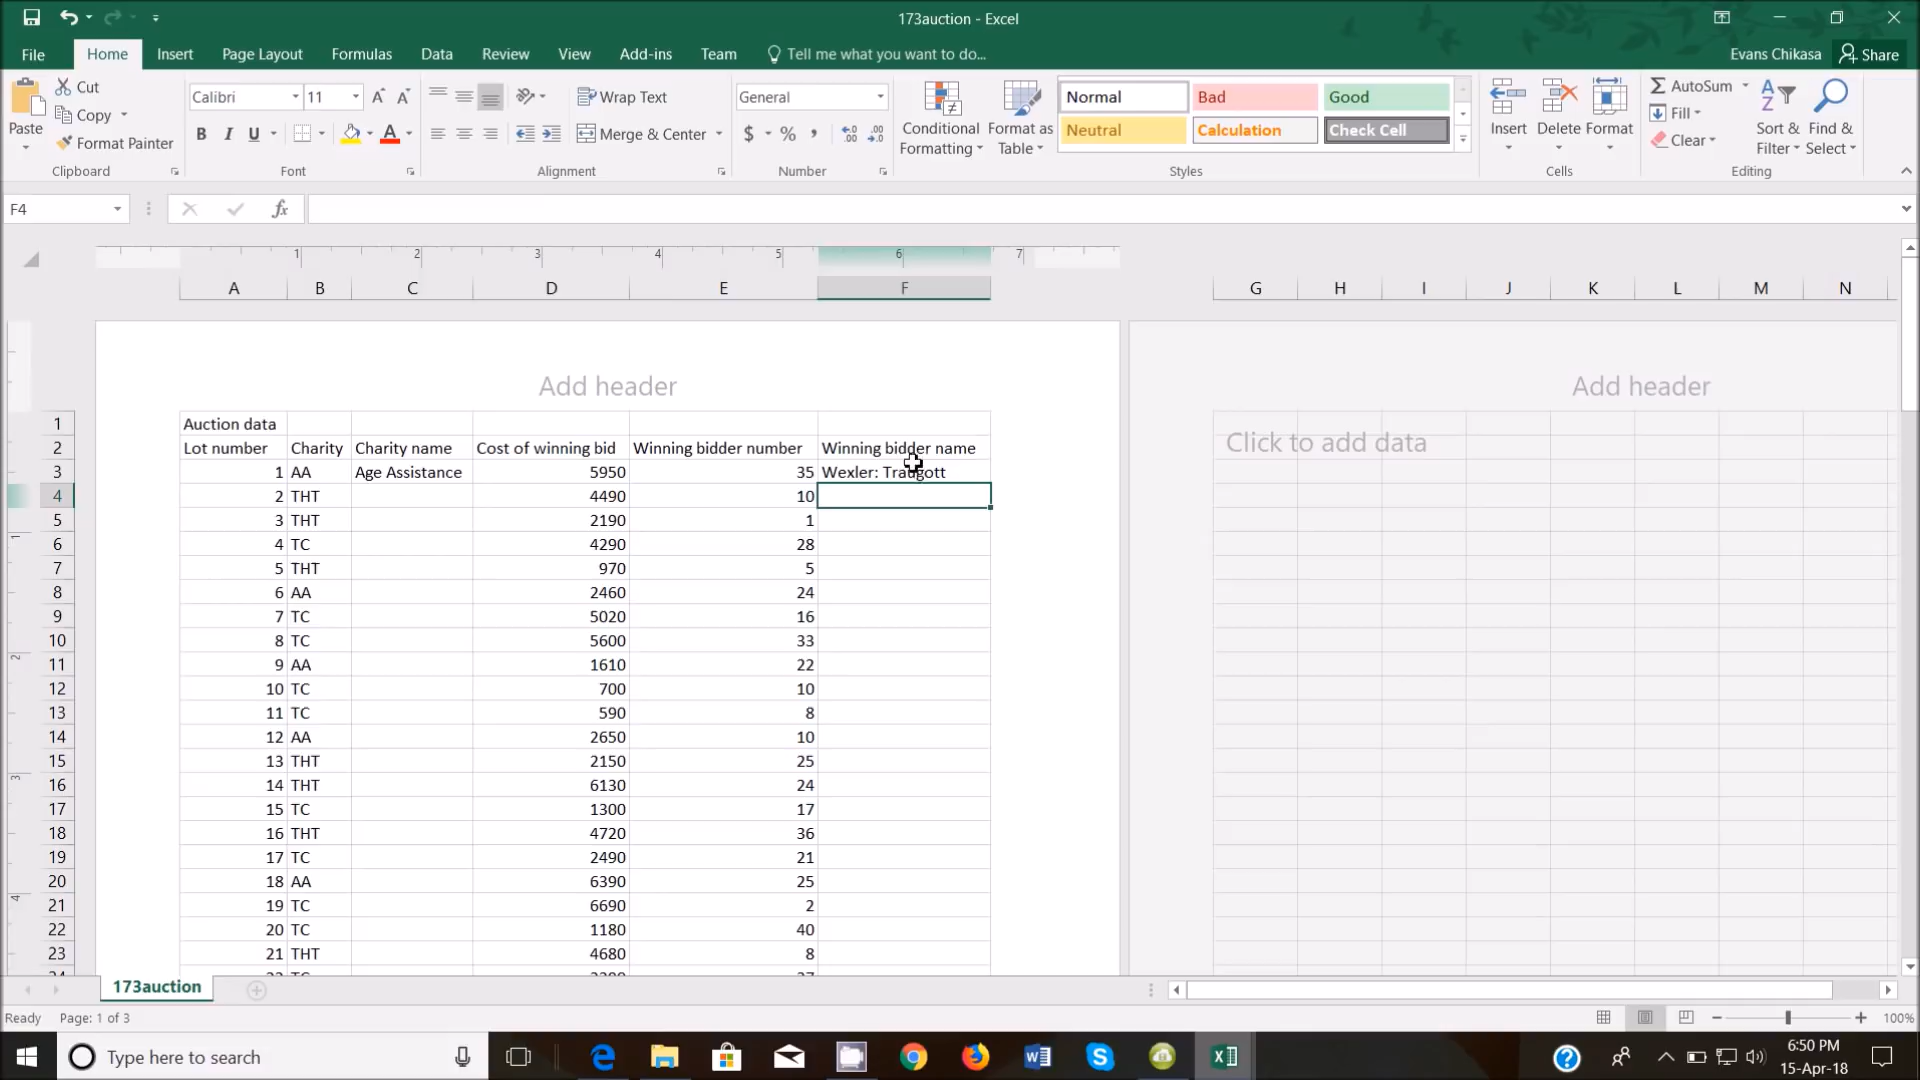 173auction - Excel
File Home Insert Page Layout Formulas Data Review View Add-ins Team Tell me what you want to do... Evans Chikasa Share
Paste Cut Copy Format Painter Clipboard
Calibri 11 B I U Font
Wrap Text Merge & Center Alignment
General $ % , Number
Conditional Formatting Format as Table
Normal Bad Good
Neutral Calculation Check Cell
Styles
Insert Delete Format Cells
AutoSum Fill Clear Sort & Filter Find & Select Editing
F4 fx
1 2 3 4 5 6 7
A B C D E F G H I J K L M N
Add header Add header
1 Auction data
2 Lot number Charity Charity name Cost of winning bid Winning bidder number Winning bidder name Click to add data
3 1 AA Age Assistance 5950 35 Wexler: Traugott
4 2 THT 4490 10
5 3 THT 2190 1
6 4 TC 4290 28
7 5 THT 970 5
8 6 AA 2460 24
9 7 TC 5020 16
10 8 TC 5600 33
11 9 AA 1610 22
12 10 TC 700 10
13 11 TC 590 8
14 12 AA 2650 10
15 13 THT 2150 25
16 14 THT 6130 24
17 15 TC 1300 17
18 16 THT 4720 36
19 17 TC 2490 21
20 18 AA 6390 25
21 19 TC 6690 2
22 20 TC 1180 40
23 21 THT 4680 8
173auction
Ready Page: 1 of 3 100%
Type here to search
6:50 PM
15-Apr-18